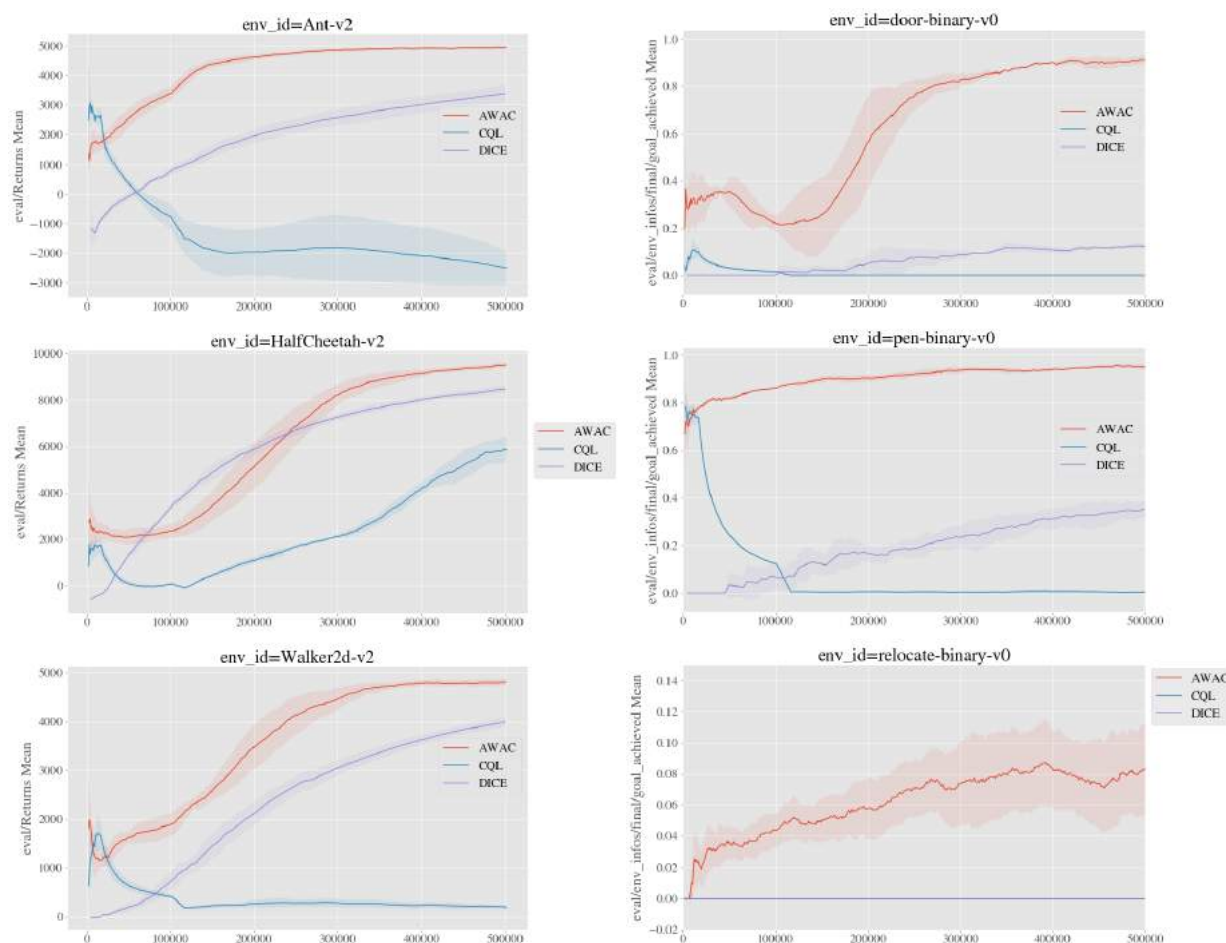 env_id=Ant-v2
eval/Returns Mean
5000
4000
3000
2000
1000
0
−1000
−2000
−3000
0
100000
200000
300000
400000
500000
AWAC
CQL
DICE
env_id=door-binary-v0
eval/env_infos/final/goal_achieved Mean
1.0
0.8
0.6
0.4
0.2
0.0
0
100000
200000
300000
400000
500000
AWAC
CQL
DICE
env_id=HalfCheetah-v2
eval/Returns Mean
10000
8000
6000
4000
2000
0
0
100000
200000
300000
400000
500000
AWAC
CQL
DICE
env_id=pen-binary-v0
eval/env_infos/final/goal_achieved Mean
1.0
0.8
0.6
0.4
0.2
0.0
0
100000
200000
300000
400000
500000
AWAC
CQL
DICE
env_id=Walker2d-v2
eval/Returns Mean
5000
4000
3000
2000
1000
0
0
100000
200000
300000
400000
500000
AWAC
CQL
DICE
env_id=relocate-binary-v0
eval/env_infos/final/goal_achieved Mean
0.14
0.12
0.10
0.08
0.06
0.04
0.02
0.00
−0.02
0
100000
200000
300000
400000
500000
AWAC
CQL
DICE